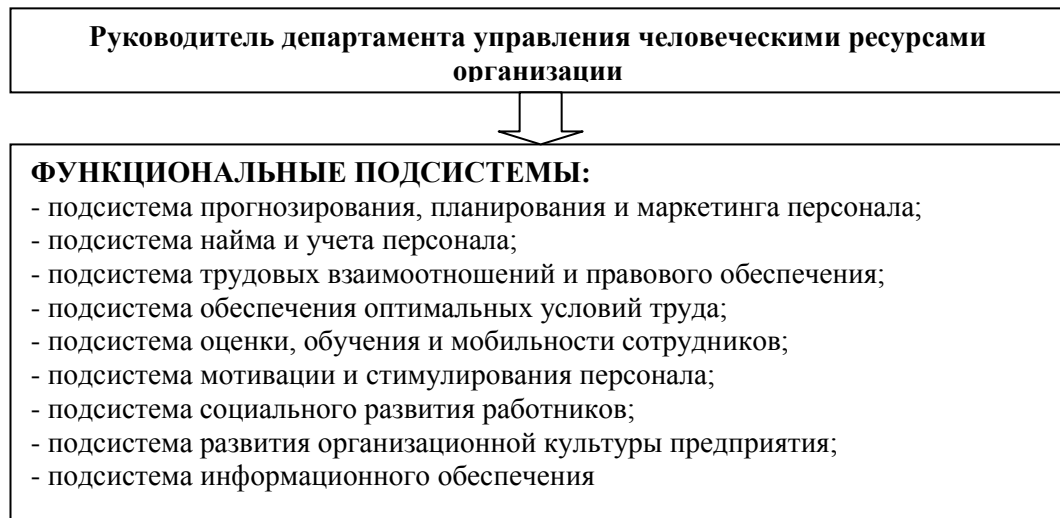 Руководитель департамента управления человеческими ресурсами
организации
ФУНКЦИОНАЛЬНЫЕ ПОДСИСТЕМЫ:
- подсистема прогнозирования, планирования и маркетинга персонала;
- подсистема найма и учета персонала;
- подсистема трудовых взаимоотношений и правового обеспечения;
- подсистема обеспечения оптимальных условий труда;
- подсистема оценки, обучения и мобильности сотрудников;
- подсистема мотивации и стимулирования персонала;
- подсистема социального развития работников;
- подсистема развития организационной культуры предприятия;
- подсистема информационного обеспечения